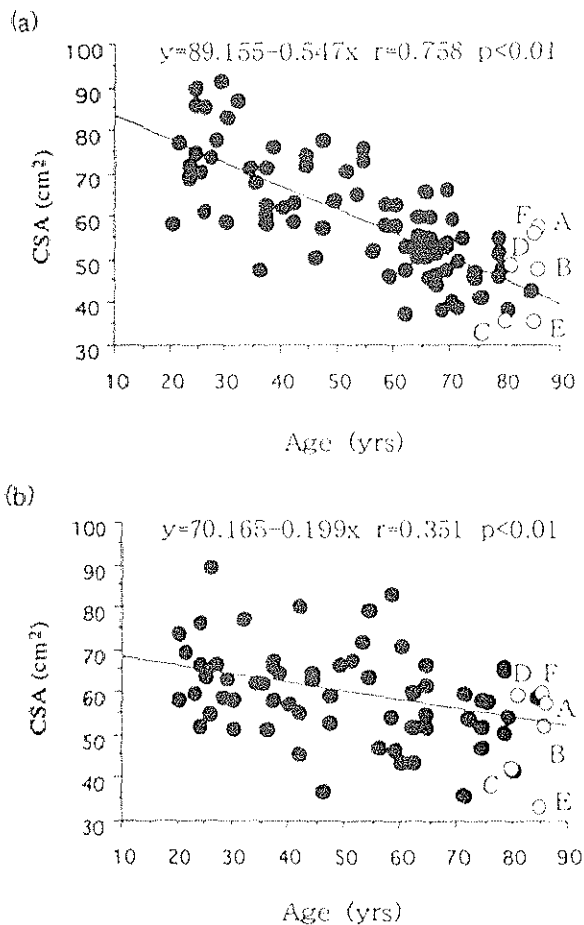 (a)
y=89.155-0.547x r=0.758 p<0.01
100
90
80
70
60
50
40
30
CSA (cm²)
F
A
D
B
C
E
10 20 30 40 50 60 70 80 90
Age (yrs)
(b)
y=70.165-0.199x r=0.351 p<0.01
100
90
80
70
60
50
40
30
CSA (cm²)
D
F
A
B
C
E
10 20 30 40 50 60 70 80 90
Age (yrs)